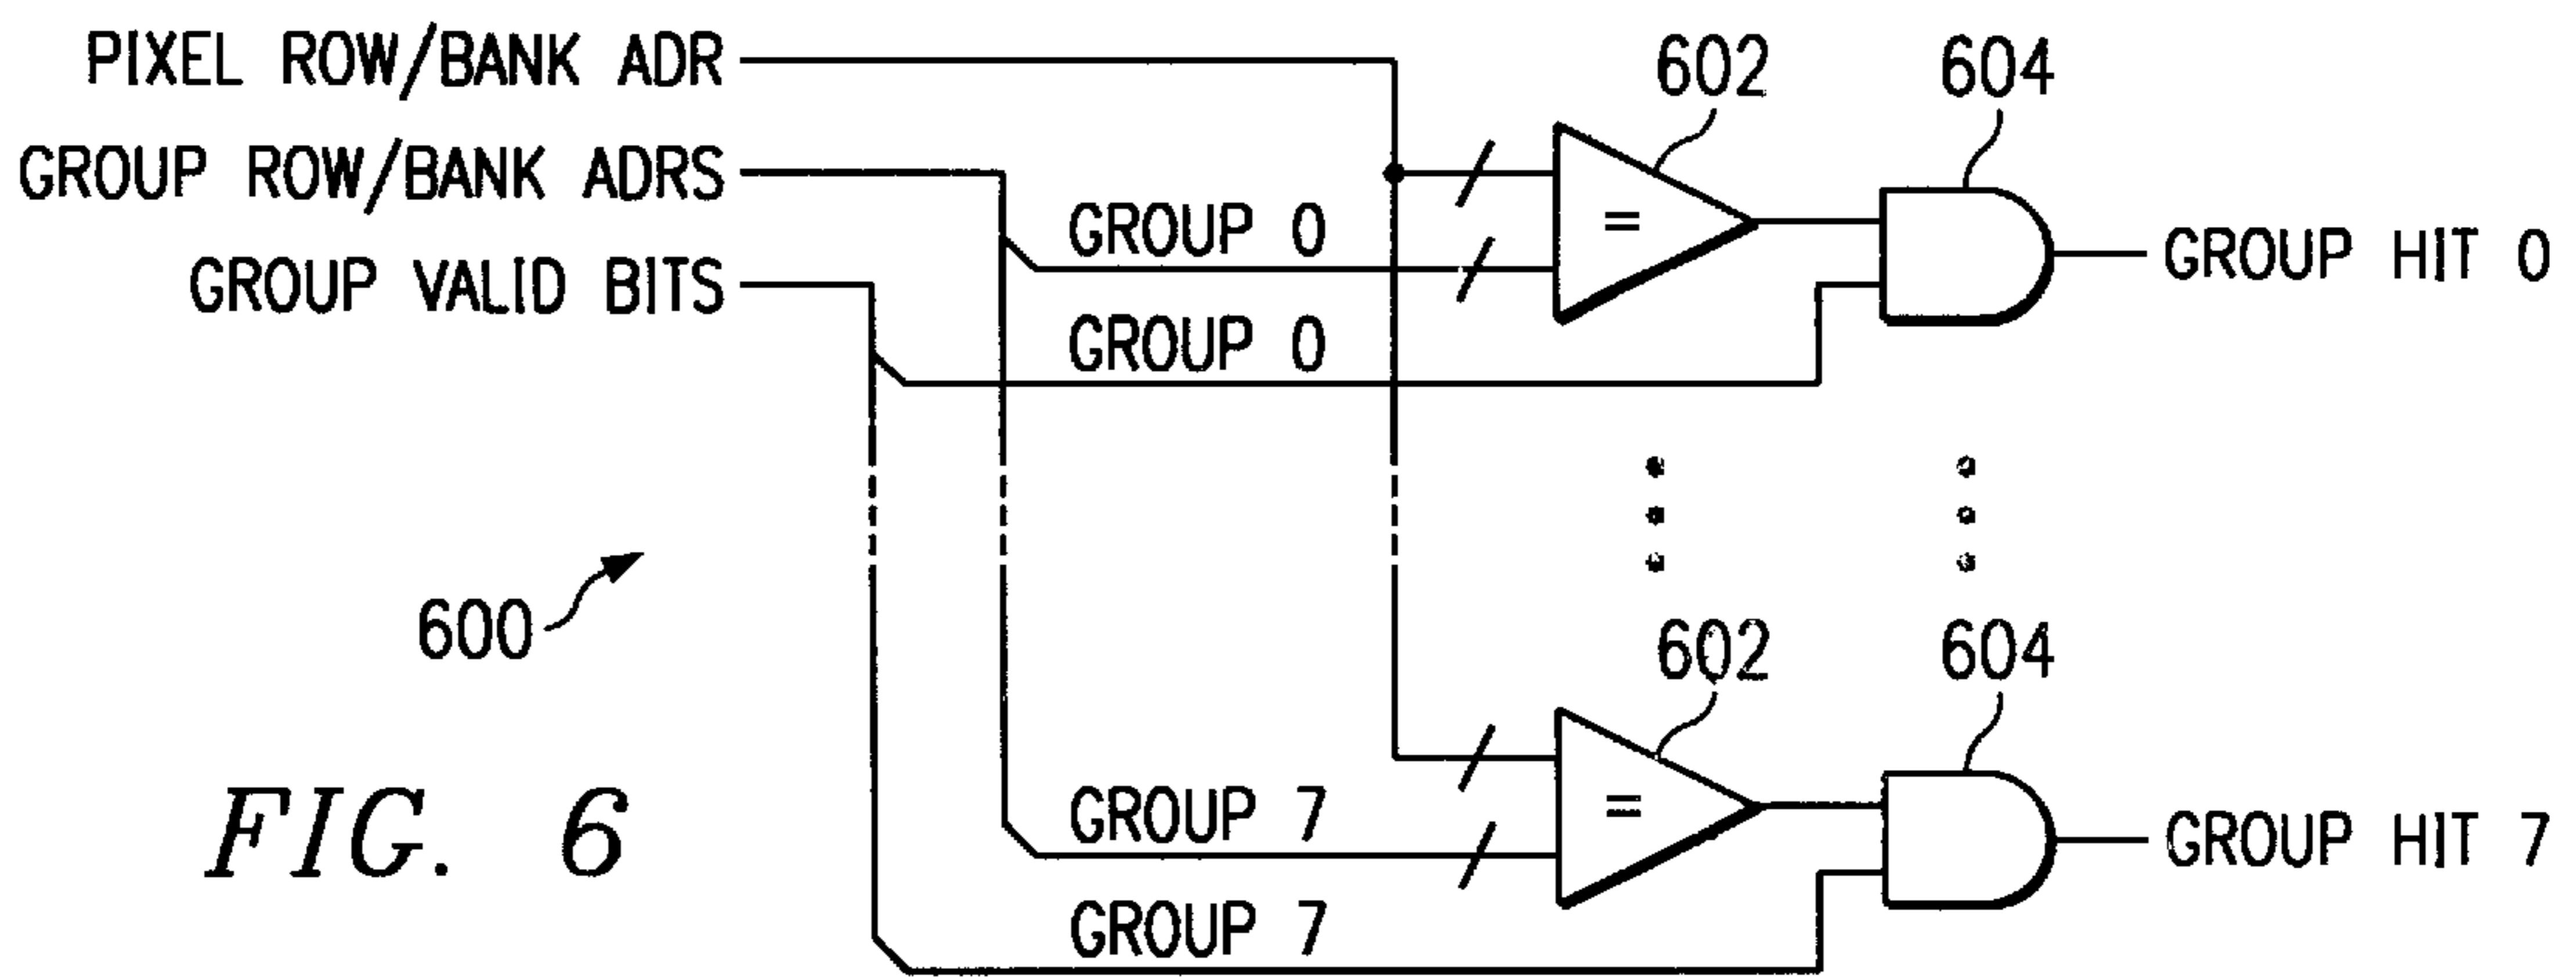 PIXEL ROW/BANK ADR
602
604
GROUP ROW/BANK ADRS
GROUP 0
=
GROUP HIT 0
GROUP VALID BITS
GROUP 0
600
602
604
GROUP 7
=
GROUP HIT 7
FIG. 6
GROUP 7